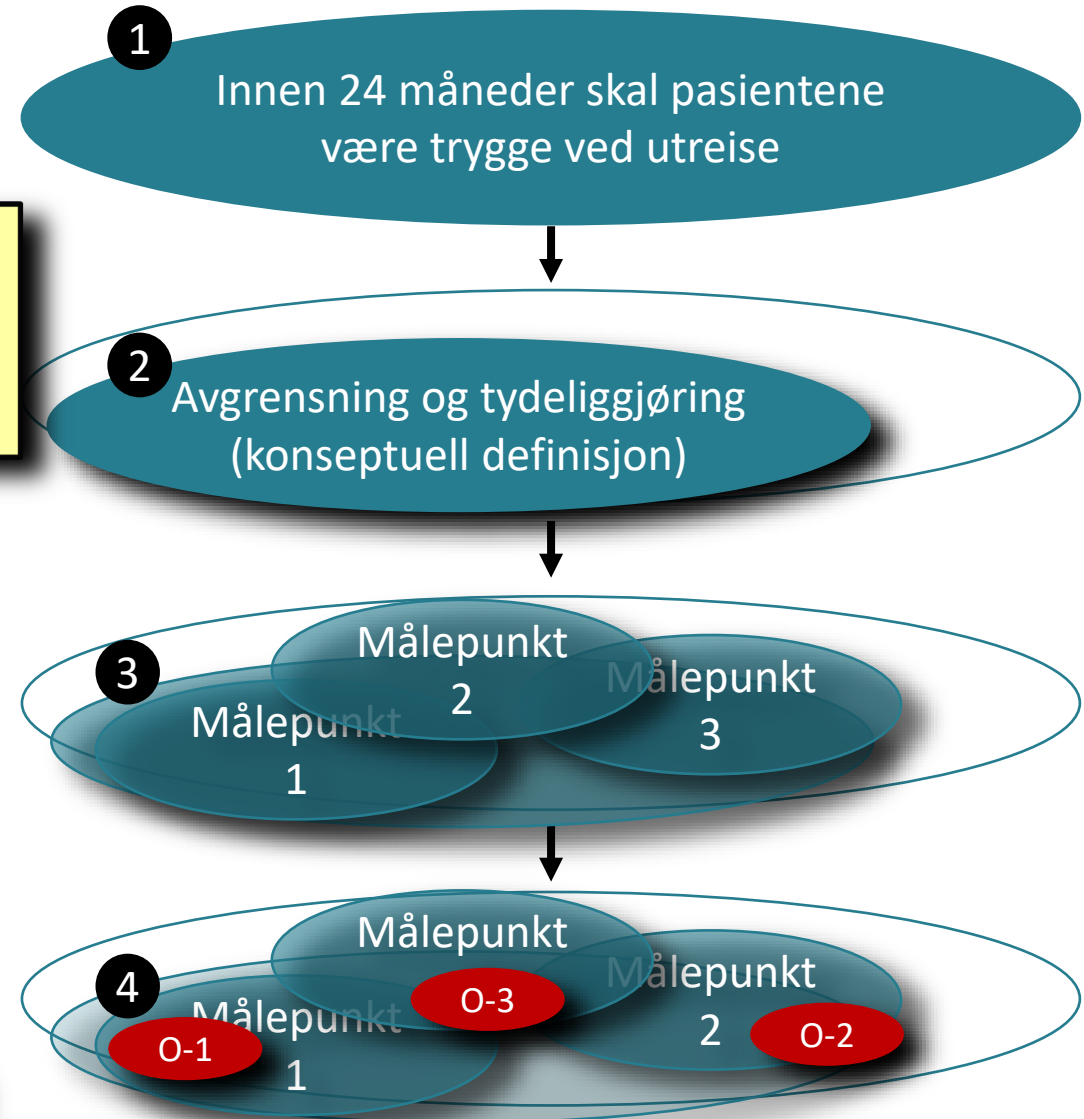 1
Innen 24 måneder skal pasientene
være trygge ved utreise
2
Avgrensning og tydeliggjøring
(konseptuell definisjon)
3
Målepunkt
2
Målepunkt
3
Målepunkt
1
4
Målepunkt
O-3
Målepunkt
2
O-2
Målepunkt
1
O-1